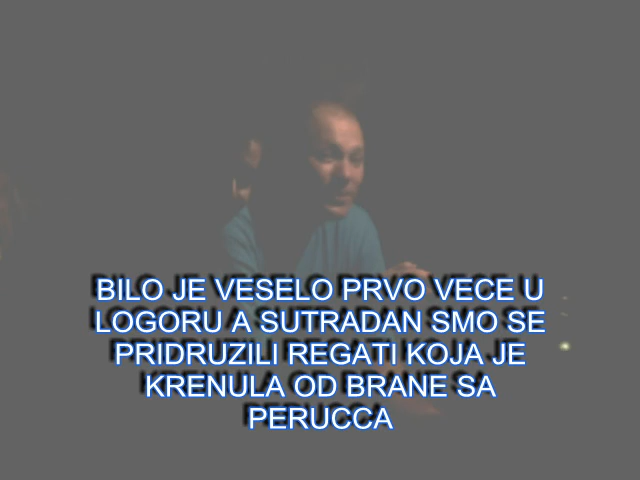 BILO JE VESELO PRVO VECE U
LOGORU A SUTRADAN SMO SE
PRIDRUZILI REGATI KOJA JE
KRENULA OD BRANE SA
PERUCCA